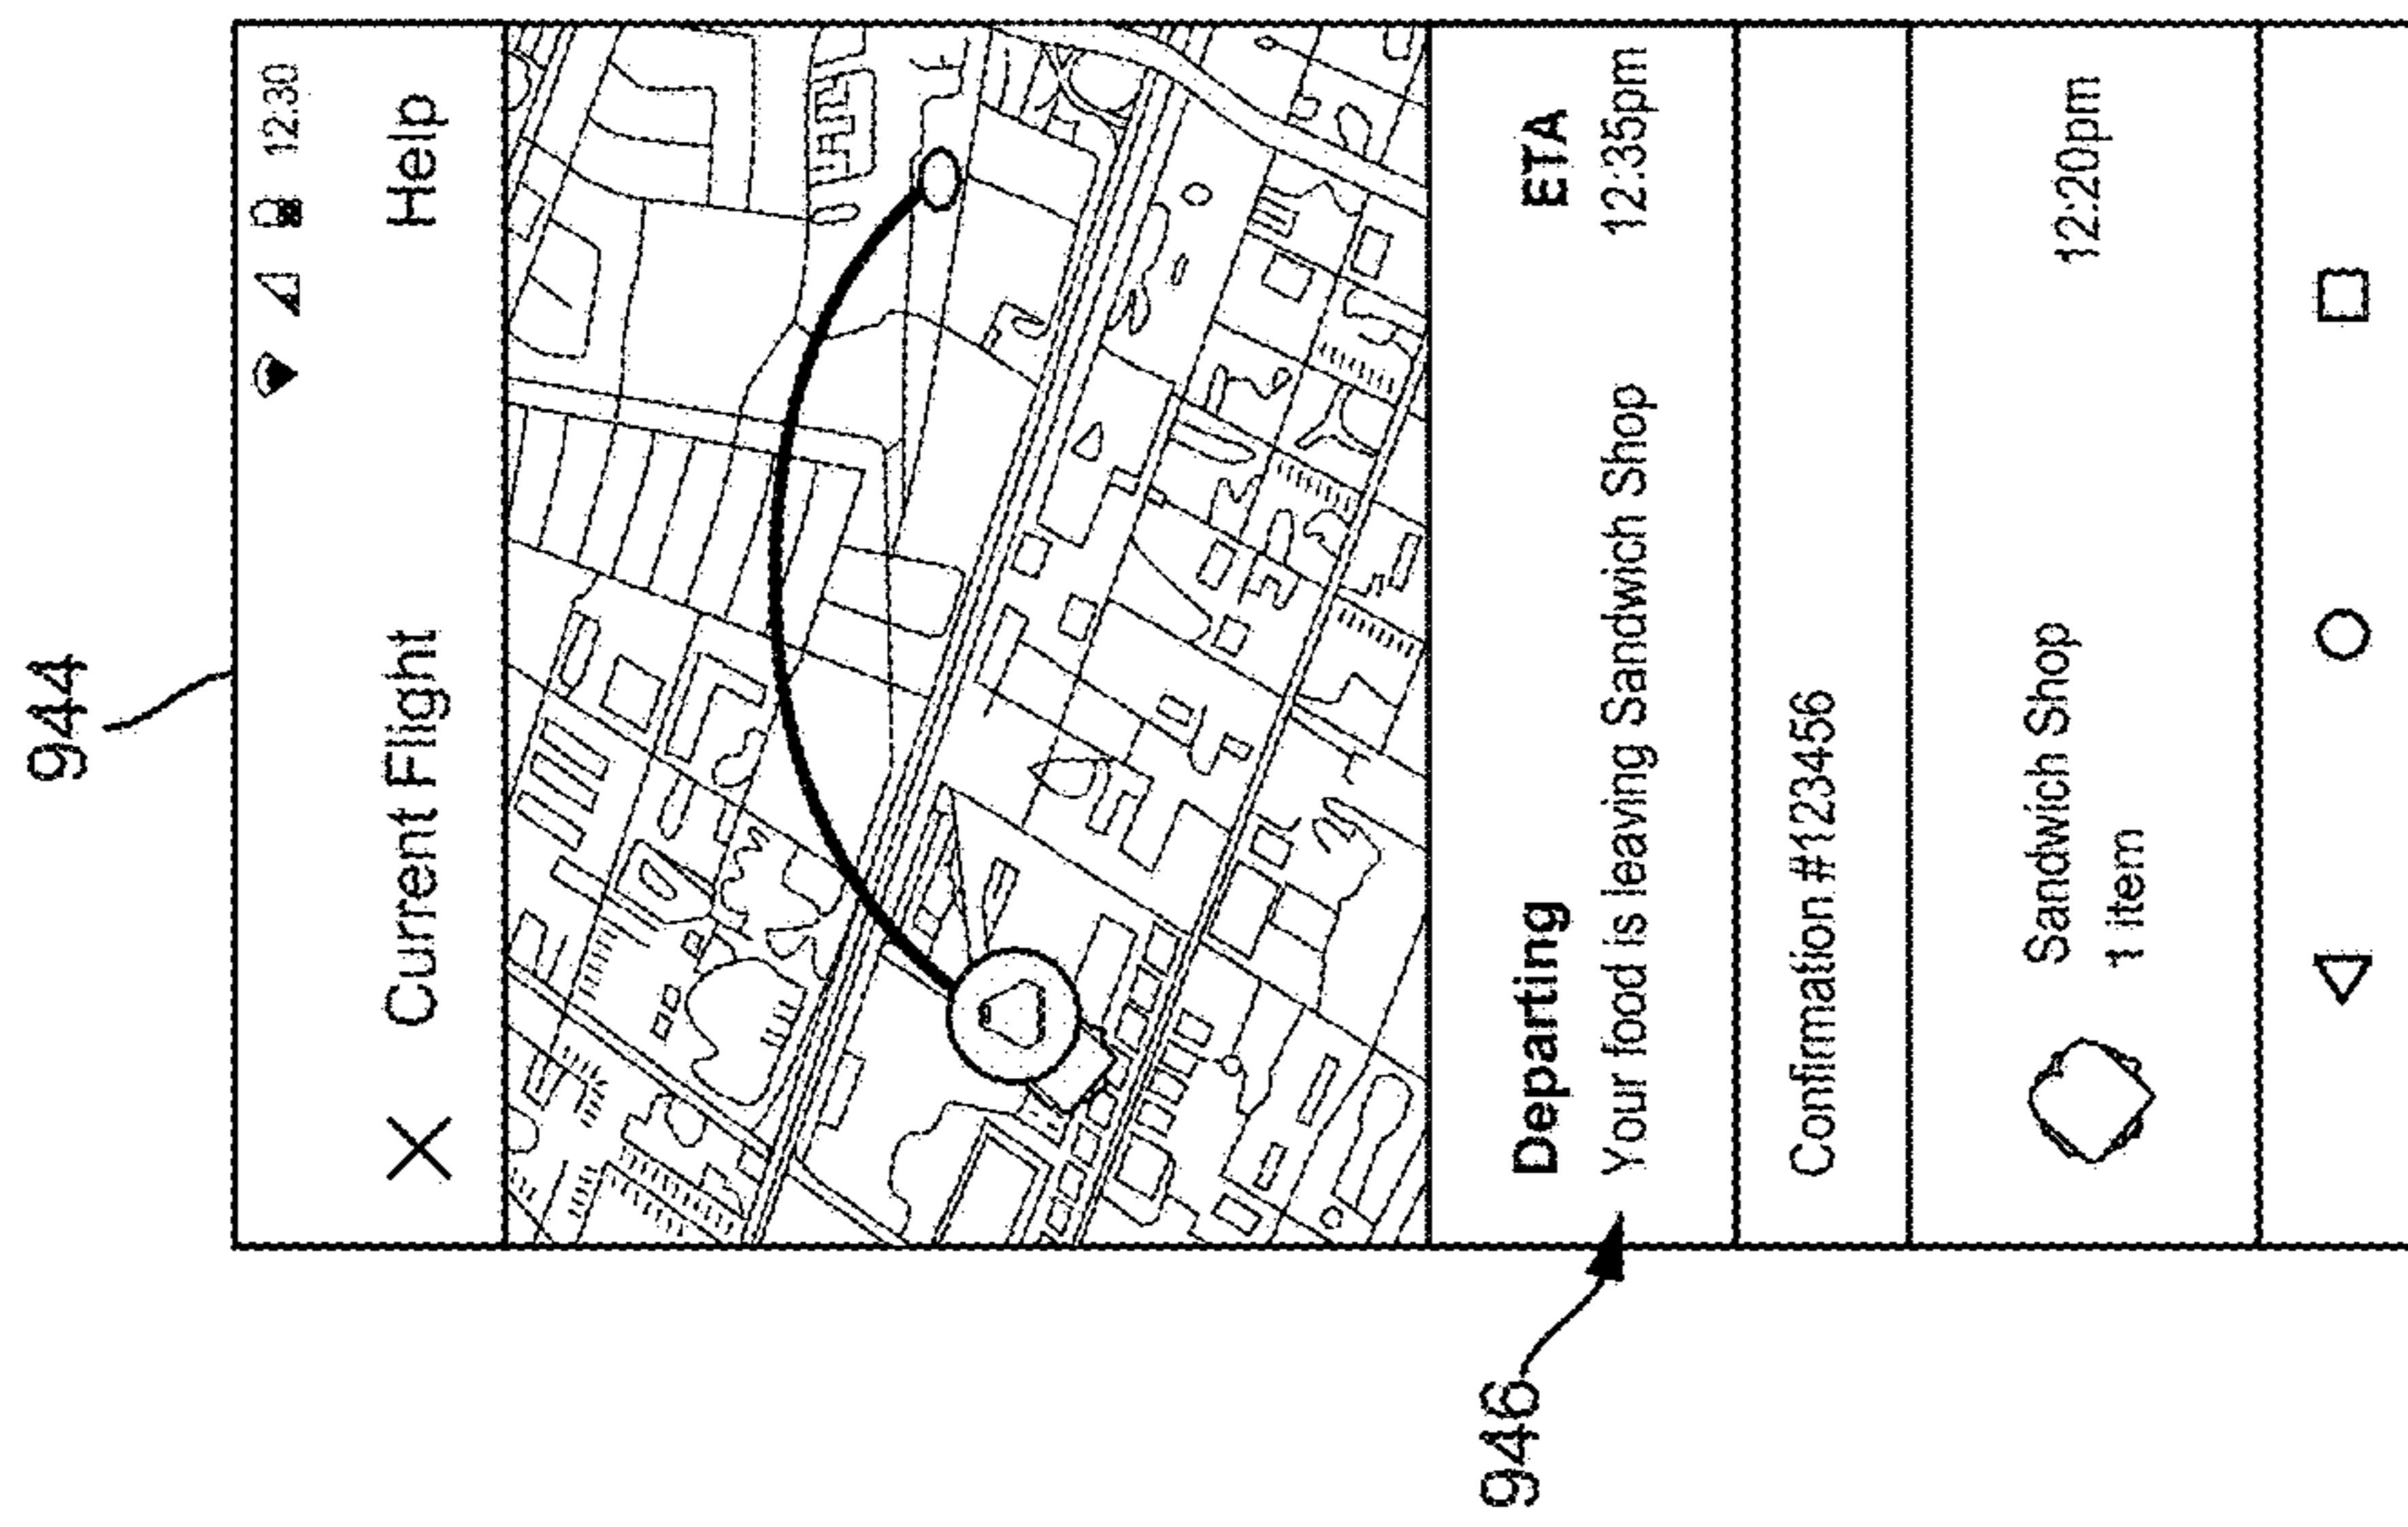 944
12:30
Current Flight Help
Departing ETA
Your food is leaving Sandwich Shop 12:35pm
946
Confirmation #123456
Sandwich Shop 12:20pm
1 item